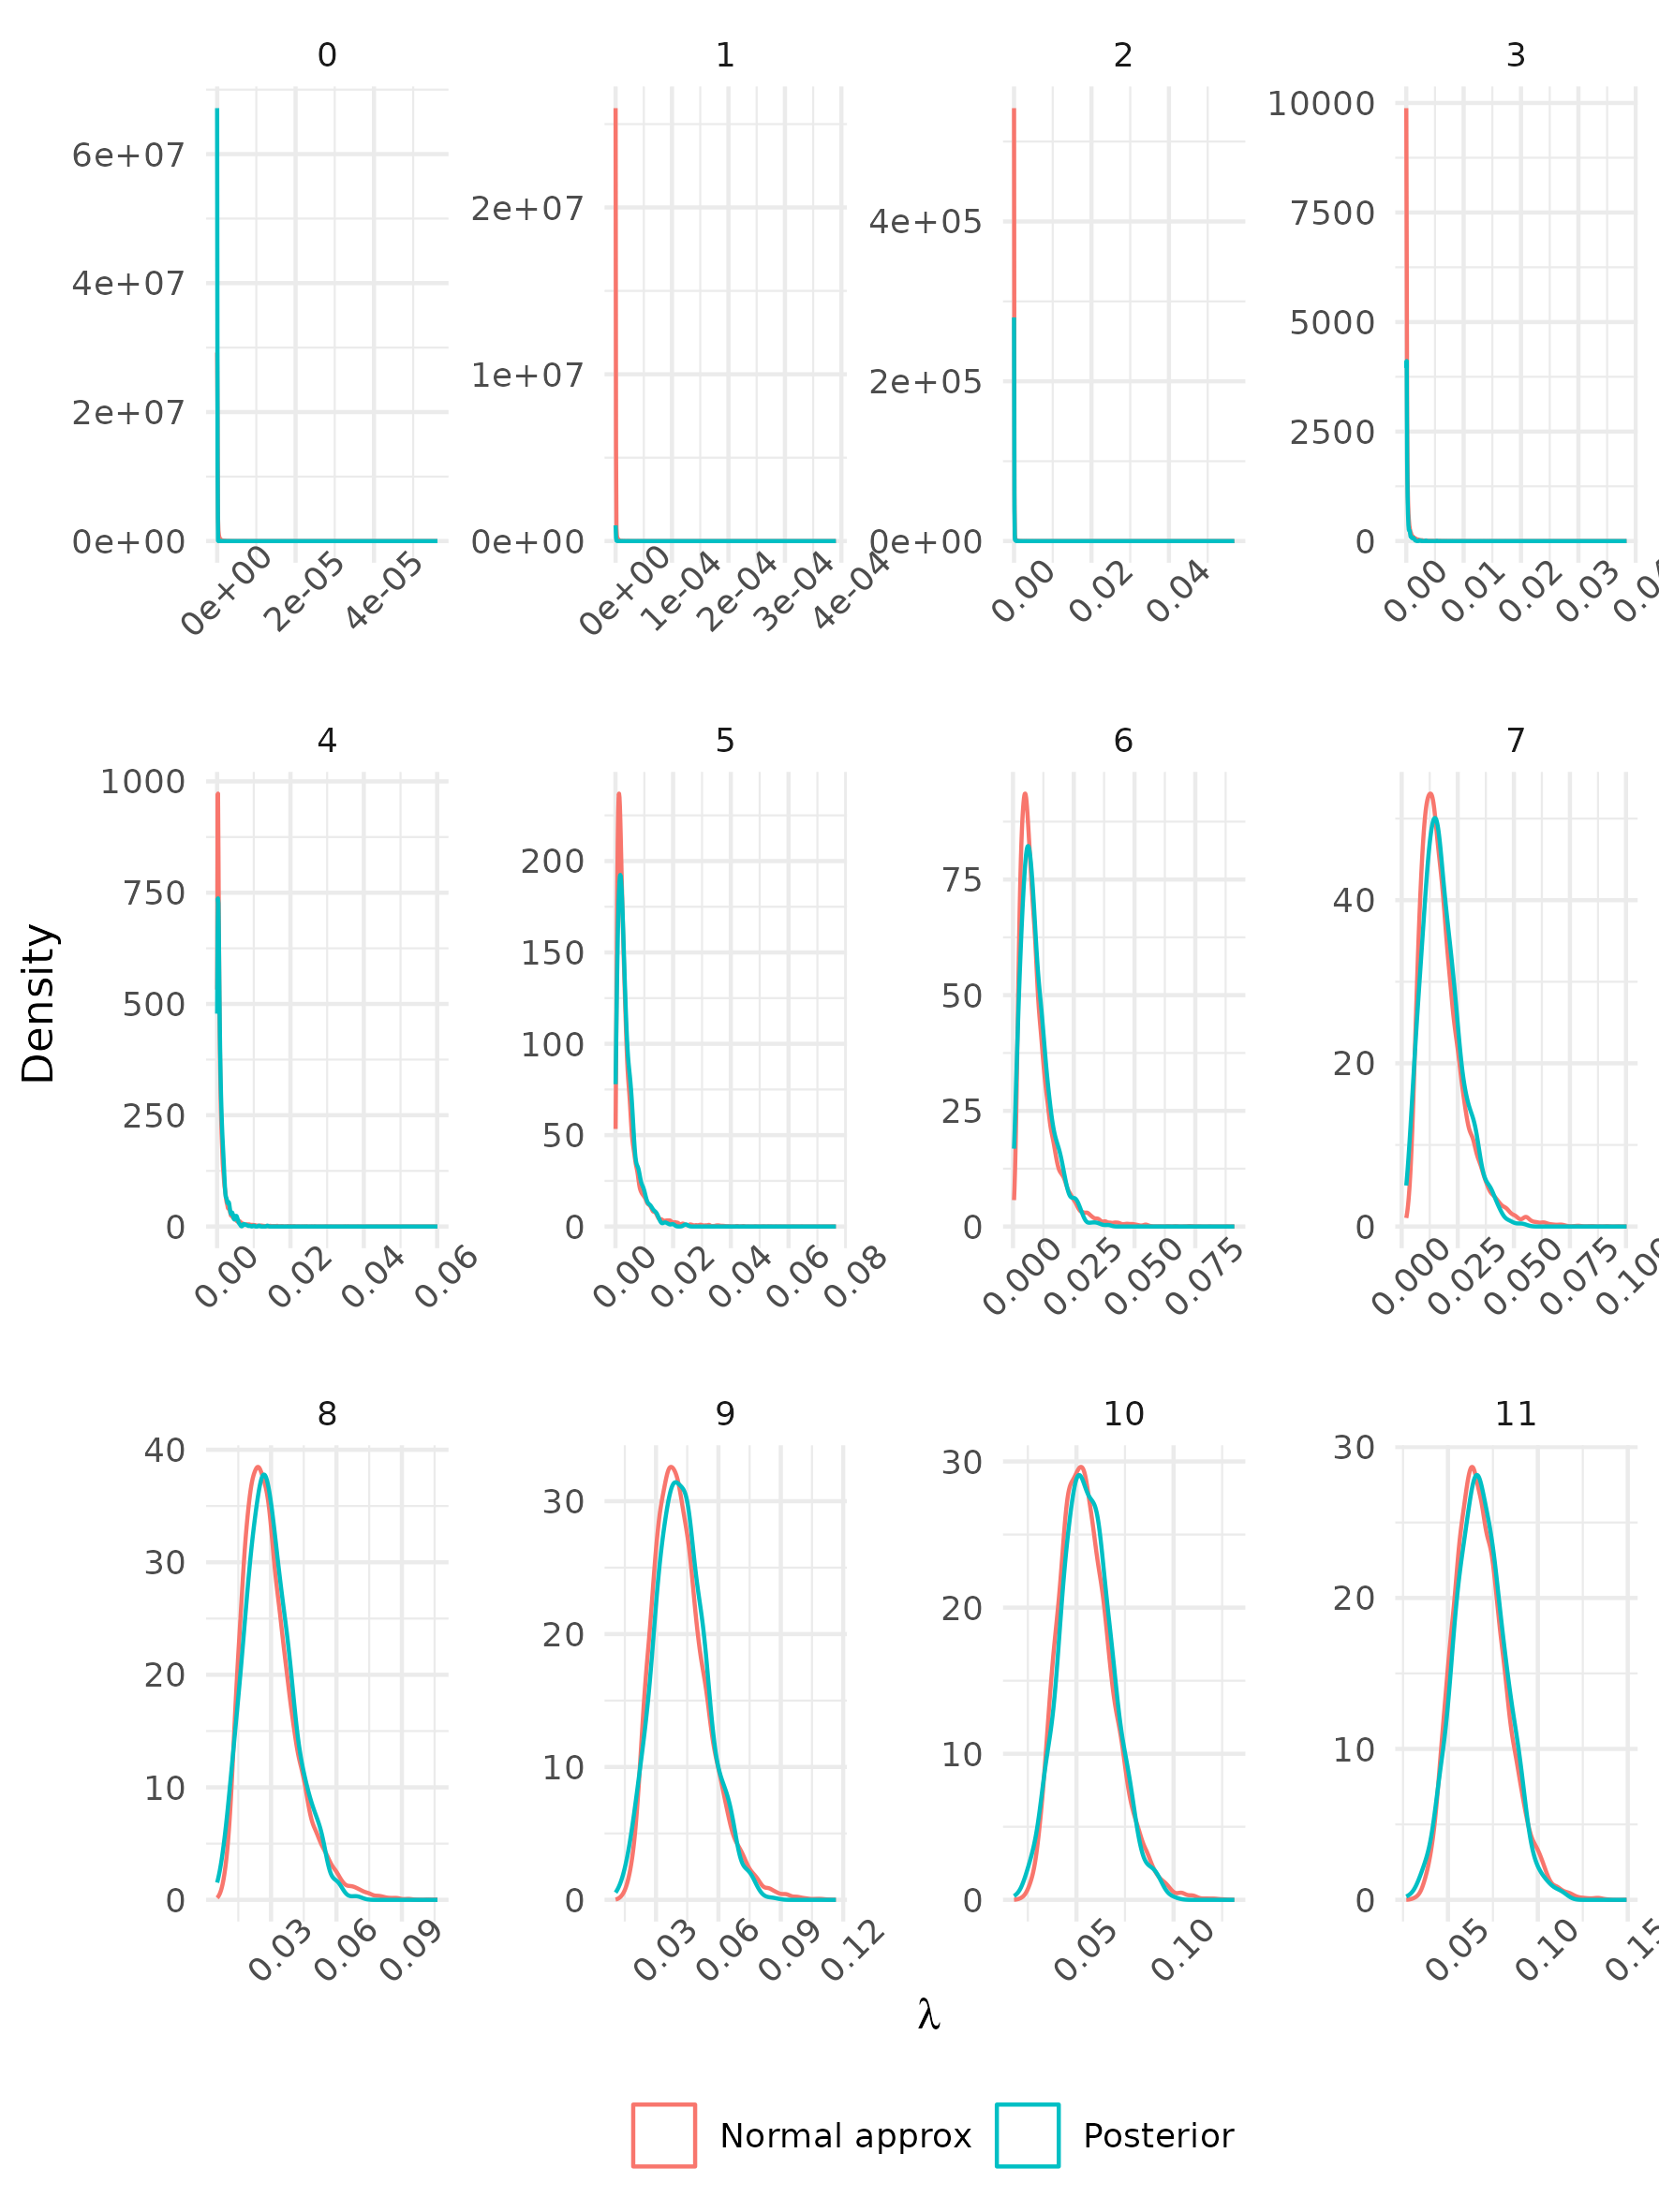 0 1 2 3
6e+07 4e+07 2e+07 0e+00
0e+00 2e-05 4e-05
2e+07 1e+07 0e+00
0e+00 1e-04 2e-04 3e-04 4e-04
4e+05 2e+05 0e+00
0.00 0.02 0.04
10000 7500 5000 2500 0
0.00 0.01 0.02 0.03
4 5 6 7
1000 750 500 250 0
0.00 0.02 0.04 0.06
200 150 100 50 0
0.00 0.02 0.04 0.06 0.08
75 50 25 0
0.000 0.025 0.050 0.075
40 20 0
0.000 0.025 0.050 0.075
Density
8 9 10 11
40 30 20 10 0
0.03 0.06 0.09
30 20 10 0
0.03 0.06 0.09 0.12
30 20 10 0
0.05 0.10
30 20 10 0
0.05 0.10 0.15
λ
Normal approx Posterior